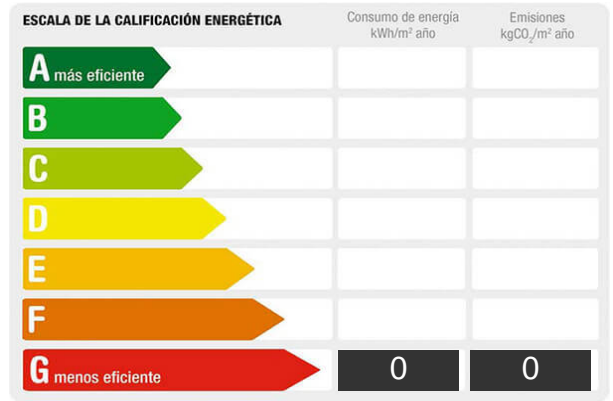 ESCALA DE LA CALIFICACIÓN ENERGÉTICA
Consumo de energía
kWh/m² año
Emisiones
kgCO₂/m² año
A más eficiente
B
C
D
E
F
G menos eficiente 0 0